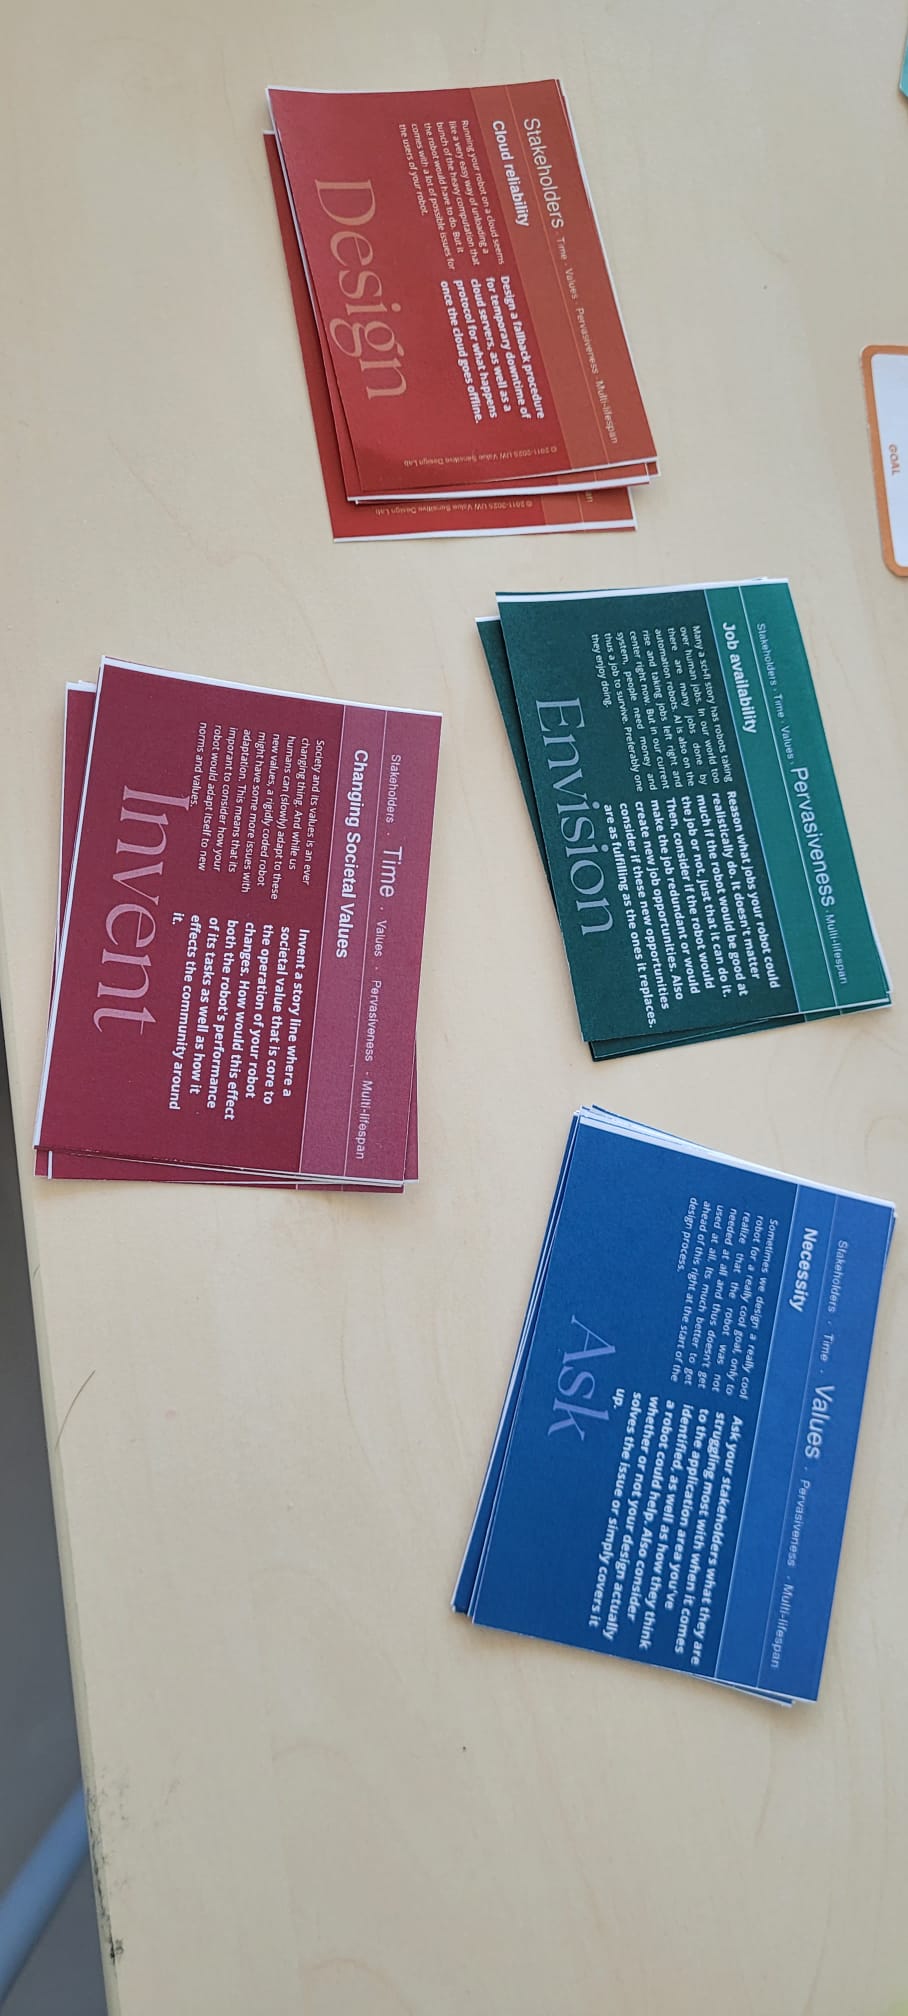 GOAL
Stakeholders · Time · Values · Pervasiveness · Multi-lifespan
Job availability
Many a sci-fi story has robots taking
over human jobs. In our world too
there are many jobs done by
automation robots. AI is also on the
rise and taking jobs left right and
center right now. But in our current
system, people need money and
thus a job to survive. Preferably one
they enjoy doing.
Reason what jobs your robot could
realistically do. It doesn't matter
much if the robot would be good at
the job or not, just that it can do it.
Then, consider if the robot would
make the job redundant or would
create new job opportunities. Also
consider if these new opportunities
are as fulfilling as the ones it replaces.
Envision
Stakeholders · Time · Values · Pervasiveness · Multi-lifespan
Necessity
Sometimes we design a really cool
robot for a really cool goal, only to
realize that the robot was not
needed at all and thus doesn't get
used at all. Its much better to get
ahead of this right at the start of the
design process.
Ask your stakeholders what they are
struggling most with when it comes
to the application area you've
identified, as well as how they think
a robot could help. Also consider
whether or not your design actually
solves the issue or simply covers it
up.
Ask
Stakeholders · Time · Values · Pervasiveness · Multi-lifespan
Cloud reliability
Running your robot on a cloud seems
like a very easy way of unloading a
bunch of the heavy computation that
the robot would have to do. But it
comes with a lot of possible issues for
the users of your robot.
Design a fallback procedure
for temporary downtime of
cloud servers, as well as a
protocol for what happens
once the cloud goes offline.
Design
UW Value Sensitive Design Lab
an
UW Value Sensitive Design Lab
Stakeholders · Time · Values · Pervasiveness · Multi-lifespan
Changing Societal Values
Society and its values is an ever
changing thing. And while us
humans can (slowly) adapt to these
new values, a rigidly coded robot
might have some more issues with
adaptation. This means that its
imporant to consider how your
robot would adapt itself to new
norms and values.
Invent a story line where a
societal value that is core to
the operation of your robot
changes. How would this effect
both the robot's performance
of its tasks as well as how it
effects the community around
it.
Invent